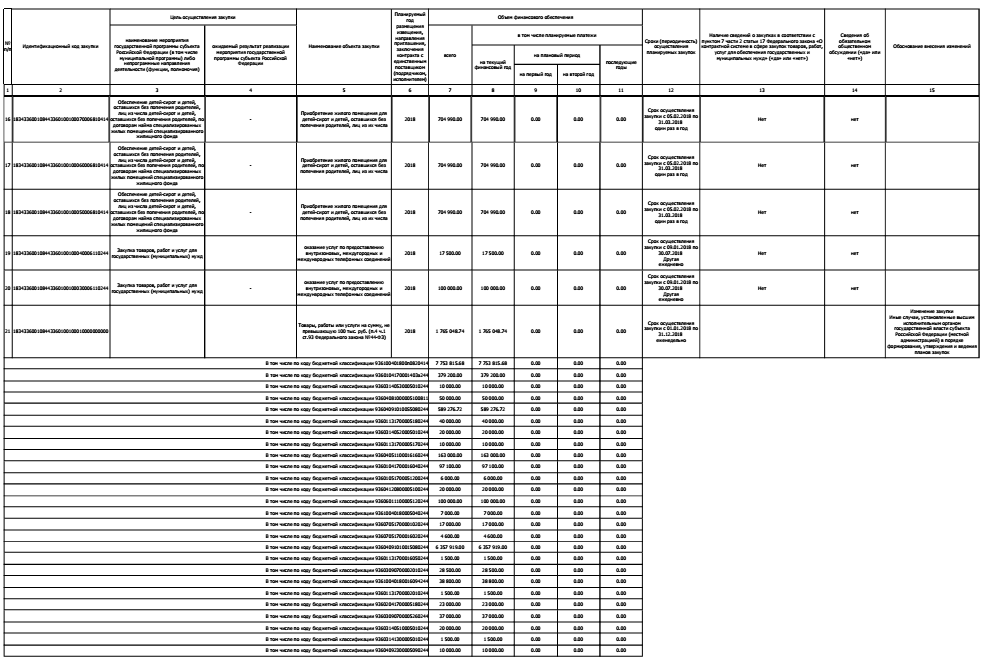 № п/п
Идентификационный код закупки
Цель осуществления закупки
наименование мероприятия государственной программы субъекта Российской Федерации (в том числе муниципальной программы) либо непрограммные направления деятельности (функции, полномочия)
ожидаемый результат реализации мероприятия государственной программы субъекта Российской Федерации
Наименование объекта закупки
Планируемый год размещения извещения, направления приглашения, заключения контракта с единственным поставщиком (подрядчиком, исполнителем)
Объем финансового обеспечения
всего
в том числе планируемые платежи
на текущий финансовый год
на плановый период
на первый год
на второй год
последующие годы
Сроки (периодичность) осуществления планируемых закупок
Наличие сведений о закупках в соответствии с пунктом 7 части 2 статьи 17 Федерального закона «О контрактной системе в сфере закупок товаров, работ, услуг для обеспечения государственных и муниципальных нужд» («да» или «нет»)
Сведения об обязательном общественном обсуждении («да» или «нет»)
Обоснование внесения изменений
1 2 3 4 5 6 7 8 9 10 11 12 13 14 15
16
Обеспечение детей-сирот и детей, оставшихся без попечения родителей, лиц из числа детей-сирот и детей, оставшихся без попечения родителей, по договорам найма специализированных жилых помещений специализированного жилищного фонда
-
Приобретение жилого помещения для детей-сирот и детей, оставшихся без попечения родителей, лиц из их числа
2018 704 990.00 704 990.00 0.00 0.00 0.00
Срок осуществления закупки с 05.02.2018 по 31.03.2018
один раз в год
Нет нет
17
Обеспечение детей-сирот и детей, оставшихся без попечения родителей, лиц из числа детей-сирот и детей, оставшихся без попечения родителей, по договорам найма специализированных жилых помещений специализированного жилищного фонда
-
Приобретение жилого помещения для детей-сирот и детей, оставшихся без попечения родителей, лиц из их числа
2018 704 990.00 704 990.00 0.00 0.00 0.00
Срок осуществления закупки с 05.02.2018 по 31.03.2018
один раз в год
Нет нет
18
Обеспечение детей-сирот и детей, оставшихся без попечения родителей, лиц из числа детей-сирот и детей, оставшихся без попечения родителей, по договорам найма специализированных жилых помещений специализированного жилищного фонда
-
Приобретение жилого помещения для детей-сирот и детей, оставшихся без попечения родителей, лиц из их числа
2018 704 990.00 704 990.00 0.00 0.00 0.00
Срок осуществления закупки с 05.02.2018 по 31.03.2018
один раз в год
Нет нет
19
Закупка товаров, работ и услуг для государственных (муниципальных) нужд
-
оказание услуг по предоставлению внутризоновых, междугородных и международных телефонных соединений
2018 17 500.00 17 500.00 0.00 0.00 0.00
Срок осуществления закупки с 09.01.2018 по 30.07.2018
Другая
ежедневно
Нет нет
20
Закупка товаров, работ и услуг для государственных (муниципальных) нужд
-
оказание услуг по предоставлению внутризоновых, междугородных и международных телефонных соединений
2018 100 000.00 100 000.00 0.00 0.00 0.00
Срок осуществления закупки с 09.01.2018 по 30.07.2018
Другая
ежедневно
Нет нет
21
Товары, работы или услуги на сумму, не превышающую 100 тыс. руб. (п.4 ч.1 ст.93 Федерального закона №44-ФЗ)
2018 1 765 048.74 1 765 048.74 0.00 0.00 0.00
Срок осуществления закупки с 01.01.2018 по 31.12.2018
еженедельно
Изменение закупки
Иные случаи, установленные высшим исполнительным органом государственной власти субъекта Российской Федерации (местной администрацией) в порядке формирования, утверждения и ведения планов закупок
В том числе по коду бюджетной классификации 7 753 815.68 7 753 815.68 0.00 0.00 0.00
В том числе по коду бюджетной классификации 379 200.00 379 200.00 0.00 0.00 0.00
В том числе по коду бюджетной классификации 10 000.00 10 000.00 0.00 0.00 0.00
В том числе по коду бюджетной классификации 50 000.00 50 000.00 0.00 0.00 0.00
В том числе по коду бюджетной классификации 589 276.72 589 276.72 0.00 0.00 0.00
В том числе по коду бюджетной классификации 40 000.00 40 000.00 0.00 0.00 0.00
В том числе по коду бюджетной классификации 20 000.00 20 000.00 0.00 0.00 0.00
В том числе по коду бюджетной классификации 10 000.00 10 000.00 0.00 0.00 0.00
В том числе по коду бюджетной классификации 163 000.00 163 000.00 0.00 0.00 0.00
В том числе по коду бюджетной классификации 97 100.00 97 100.00 0.00 0.00 0.00
В том числе по коду бюджетной классификации 6 000.00 6 000.00 0.00 0.00 0.00
В том числе по коду бюджетной классификации 20 000.00 20 000.00 0.00 0.00 0.00
В том числе по коду бюджетной классификации 100 000.00 100 000.00 0.00 0.00 0.00
В том числе по коду бюджетной классификации 7 000.00 7 000.00 0.00 0.00 0.00
В том числе по коду бюджетной классификации 17 000.00 17 000.00 0.00 0.00 0.00
В том числе по коду бюджетной классификации 4 600.00 4 600.00 0.00 0.00 0.00
В том числе по коду бюджетной классификации 6 357 919.00 6 357 919.00 0.00 0.00 0.00
В том числе по коду бюджетной классификации 1 500.00 1 500.00 0.00 0.00 0.00
В том числе по коду бюджетной классификации 28 500.00 28 500.00 0.00 0.00 0.00
В том числе по коду бюджетной классификации 38 800.00 38 800.00 0.00 0.00 0.00
В том числе по коду бюджетной классификации 1 500.00 1 500.00 0.00 0.00 0.00
В том числе по коду бюджетной классификации 23 000.00 23 000.00 0.00 0.00 0.00
В том числе по коду бюджетной классификации 37 000.00 37 000.00 0.00 0.00 0.00
В том числе по коду бюджетной классификации 20 000.00 20 000.00 0.00 0.00 0.00
В том числе по коду бюджетной классификации 1 500.00 1 500.00 0.00 0.00 0.00
В том числе по коду бюджетной классификации 10 000.00 10 000.00 0.00 0.00 0.00